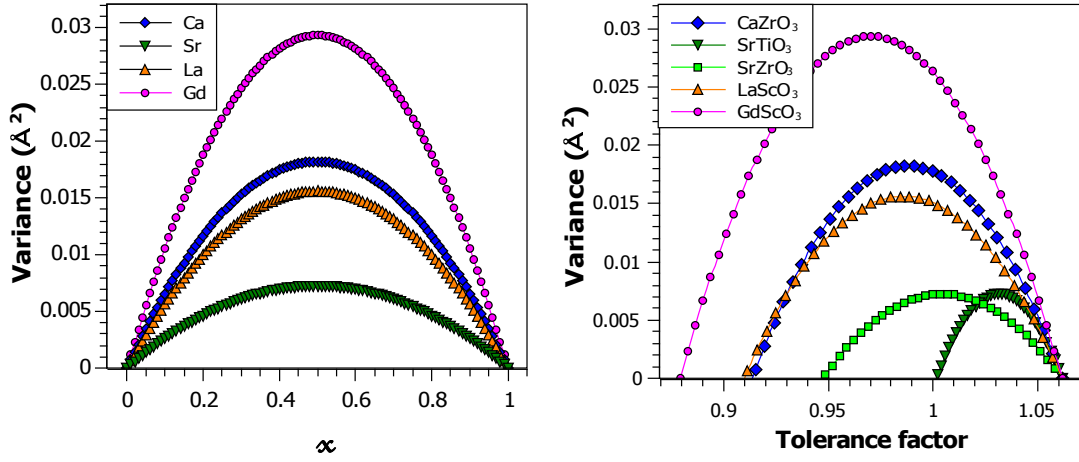 Variance (Å²)
0.03
0.025
0.02
0.015
0.01
0.005
0
Ca
Sr
La
Gd
0 0.2 0.4 0.6 0.8 1
x
Variance (Å²)
0.03
0.025
0.02
0.015
0.01
0.005
0
CaZrO₃
SrTiO₃
SrZrO₃
LaScO₃
GdScO₃
0.9 0.95 1 1.05
Tolerance factor